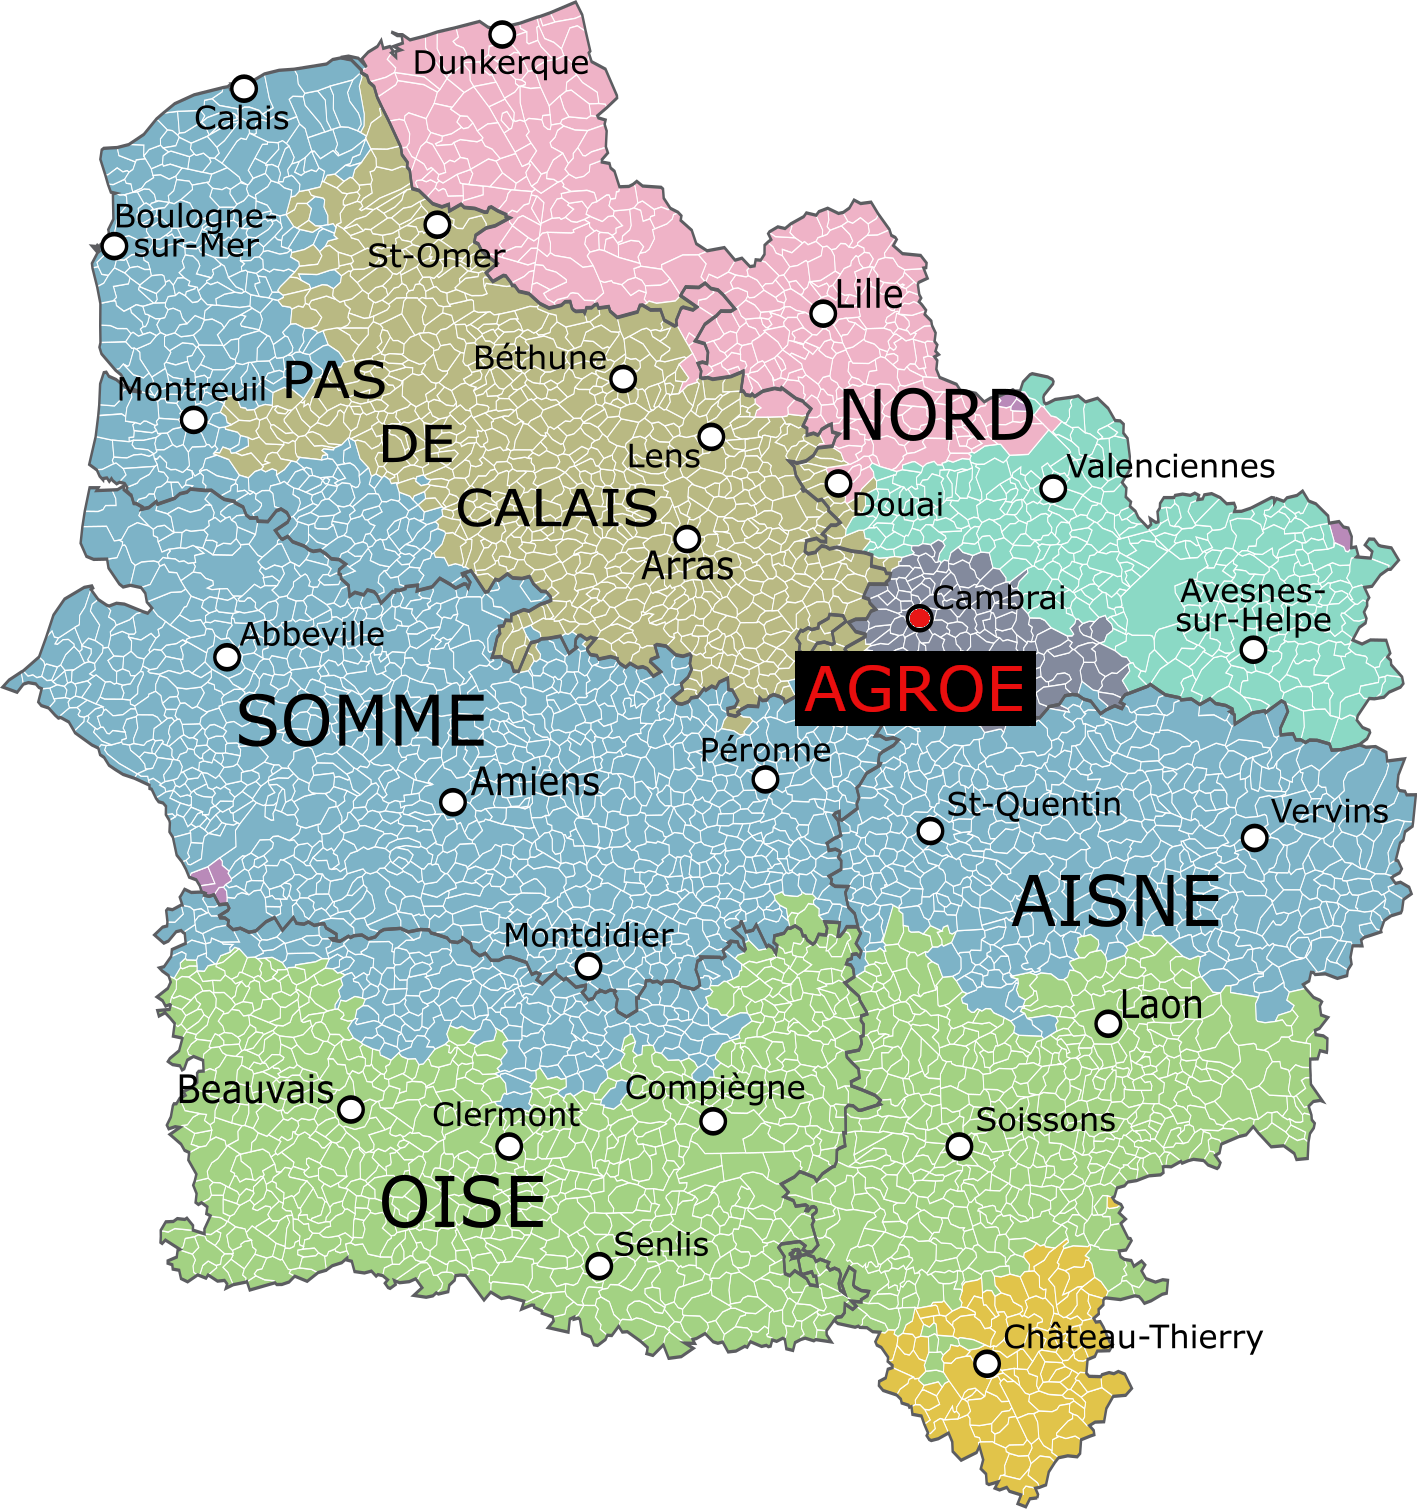 Dunkerque
Calais
Boulogne-
sur-Mer
St-Omer
Lille
Béthune
Montreuil
PAS
DE
CALAIS
NORD
Lens
Valenciennes
Douai
Arras
Cambrai
Avesnes-
sur-Helpe
Abbeville
AGROE
SOMME
Péronne
Amiens
St-Quentin
Vervins
AISNE
Montdidier
Laon
Beauvais
Compiègne
Clermont
Soissons
OISE
Senlis
Château-Thierry